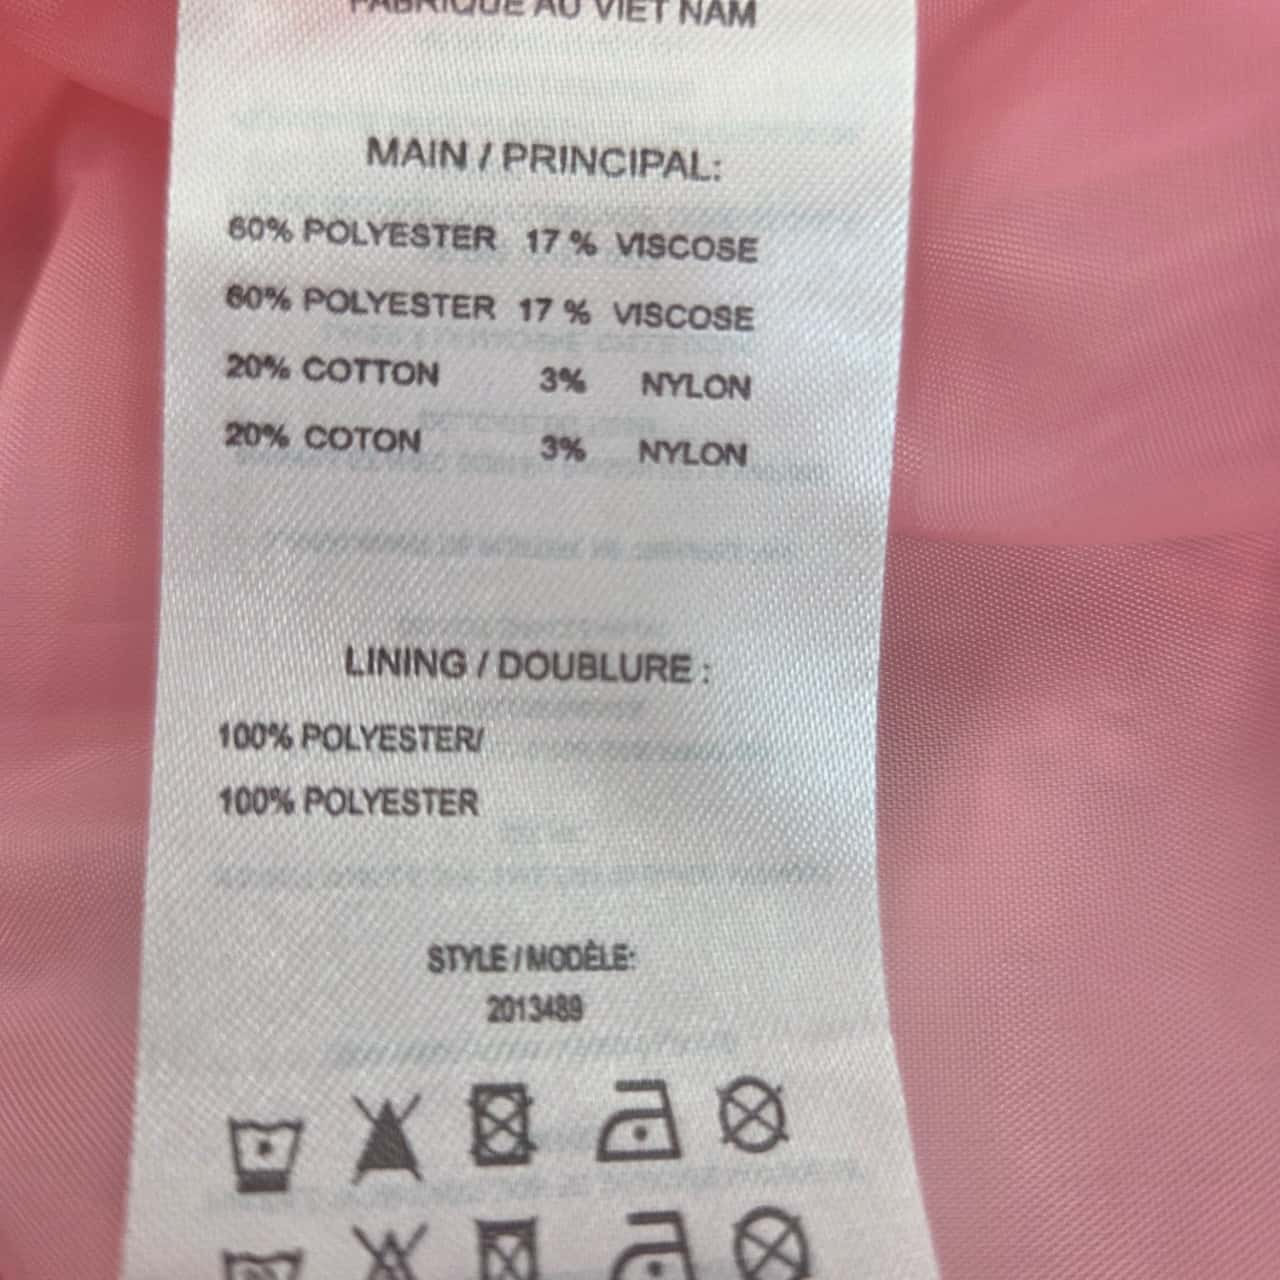 FABRIQUÉ AU VIET NAM
MAIN / PRINCIPAL:
60% POLYESTER 17 % VISCOSE
60% POLYESTER 17 % VISCOSE
20% COTTON 3% NYLON
20% COTON 3% NYLON
LINING / DOUBLURE :
100% POLYESTER/
100% POLYESTER
STYLE / MODÈLE:
2013489